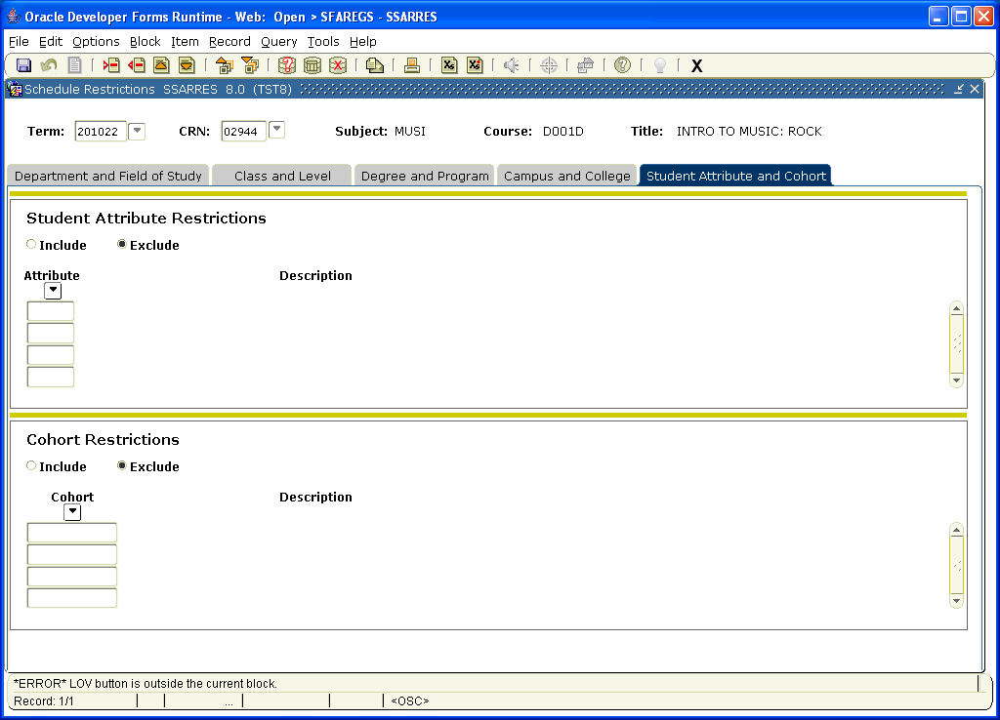 Oracle Developer Forms Runtime - Web: Open > SFAREGS - SSARRES
File Edit Options Block Item Record Query Tools Help
X
Schedule Restrictions SSARRES 8.0 (TST8)
Term: 201022 CRN: 02944 Subject: MUSI Course: D001D Title: INTRO TO MUSIC: ROCK
Department and Field of Study Class and Level Degree and Program Campus and College Student Attribute and Cohort
Student Attribute Restrictions
Include Exclude
Attribute Description
Cohort Restrictions
Include Exclude
Cohort Description
*ERROR* LOV button is outside the current block.
Record: 1/1 ... <OSC>